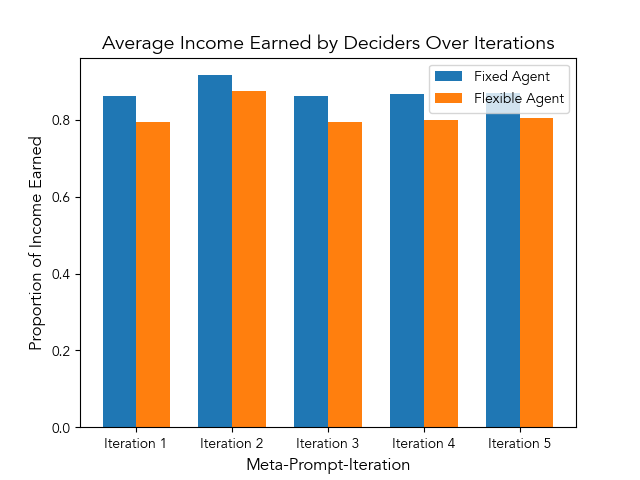 Average Income Earned by Deciders Over Iterations
Fixed Agent
Flexible Agent
Proportion of Income Earned
0.8
0.6
0.4
0.2
0.0
Iteration 1
Iteration 2
Iteration 3
Iteration 4
Iteration 5
Meta-Prompt-Iteration